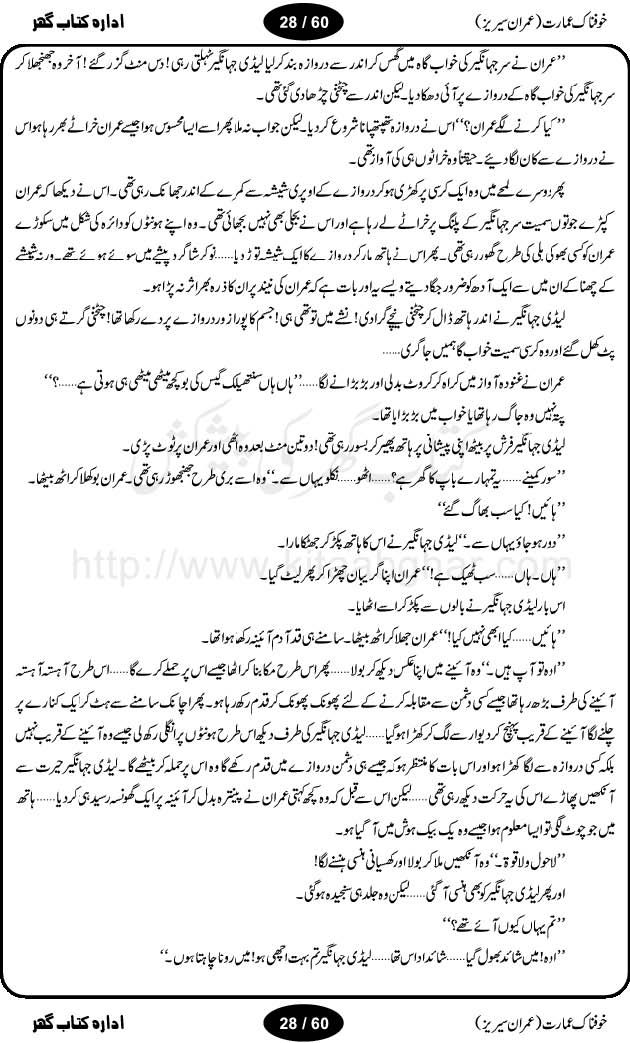 خوفناک عمارت (عمران سیریز)
28 / 60
اداره کتاب گھر
’’عمران نے سر جہانگیر کی خواب گاہ میں گھس کر اندر سے دروازہ بند کر لیا لیڈی جہانگیر ٹہلتی رہی! دس منٹ گزر گئے! آخر وہ جھنجھلا کر
سر جہانگیر کی خواب گاہ کے دروازے پر آئی دھکا دیا۔ لیکن اندر سے چٹخنی چڑھا دی گئی تھی۔
’’کیا کرنے لگے عمران؟‘‘ اس نے دروازہ تھپتھپانا شروع کر دیا۔ لیکن جواب نہ ملا پھر اسے ایسا محسوس ہوا جیسے عمران خراٹے بھر رہا ہو اس
نے دروازے سے کان لگا دیئے۔ حقیقتاً وہ خراٹوں ہی کی آواز تھی۔
پھر دوسرے لمحے میں وہ ایک کرسی پر کھڑی ہو کر دروازے کے اوپری شیشہ سے کمرے کے اندر جھانک رہی تھی۔ اس نے دیکھا کہ عمران
کپڑے جوتوں سمیت سر جہانگیر کے پلنگ پر خراٹے لے رہا ہے اور اس نے بجلی بھی نہیں بجھائی تھی۔ وہ اپنے ہونٹوں کو دائرہ کی شکل میں سکوڑے
عمران کو کسی بھوکی بلی کی طرح گھور رہی تھی۔ پھر اس نے ہاتھ مار کر دروازے کا ایک شیشہ توڑ دیا……نوکر شاگرد پیشے میں سوئے ہوئے تھے۔ ورنہ شیشے
کے چھنا کے ان میں سے ایک آدھ کو ضرور جگا دیتے ویسے یہ اور بات ہے کہ عمران کی نیند پر ان کا ذرہ بھر اثر نہ پڑا ہو۔
لیڈی جہانگیر نے اندر ہاتھ ڈال کر چٹخنی نیچے گرا دی! نشے میں تو تھی ہی! جسم کا پورا زور دروازے پر دے رکھا تھا! چٹخنی گرتے ہی دونوں
پٹ کھل گئے اور وہ کرسی سمیت خواب گاہ میں جا گری……
عمران نے غنودہ آواز میں کراہ کر کروٹ بدلی اور بڑبڑانے لگا……’’ہاں ہاں سنتھیلک گیس کی بو کچھ میٹھی میٹھی ہی ہوتی ہے……؟‘‘
پتہ نہیں وہ جاگ رہا تھا یا خواب میں بڑبڑایا تھا۔
لیڈی جہانگیر فرش پر بیٹھ اپنی پیشانی پر ہاتھ پھیر کر بسور رہی تھی! دو تین منٹ بعد وہ اٹھی اور عمران پر ٹوٹ پڑی۔
’’سور کمینے……یہ تمہارے باپ کا گھر ہے؟……اٹھو……نکلو یہاں سے۔‘‘ وہ اسے بری طرح جھنجھوڑ رہی تھی۔ عمران بوکھلا کر اٹھ بیٹھا۔
’’ہائیں! کیا سب بھاگ گئے‘‘
’’دور ہو جاؤ یہاں سے۔‘‘ لیڈی جہانگیر نے اس کا ہاتھ پکڑ کر جھٹکا مارا۔
’’ہاں۔ ہاں……سب ٹھیک ہے!‘‘ عمران اپنا گریبان چھڑا کر پھر لیٹ گیا۔
اس بار لیڈی جہانگیر نے بالوں سے پکڑ کر اسے اٹھایا۔
’’ہائیں……کیا ابھی نہیں گیا!‘‘ عمران جھلا کر اٹھ بیٹھا۔ سامنے ہی قد آدم آئینہ رکھا ہوا تھا۔
’’اوہ تو آپ ہیں۔‘‘ وہ آئینے میں اپنا عکس دیکھ کر بولا……پھر اس طرح مکا بنا کر اٹھا جیسے اس پر حملے کرے گا……اس طرح آہستہ آہستہ
آئینے کی طرف بڑھ رہا تھا جیسے کسی دشمن سے مقابلہ کرنے کے لئے پھونک پھونک کر قدم رکھ رہا ہو۔ پھر اچانک سامنے سے ہٹ کر ایک کنارے پر
چلنے لگا آئینے کے قریب پہنچ کر دیوار سے لگ کر کھڑا ہو گیا……لیڈی جہانگیر کی طرف دیکھ اس طرح ہونٹوں پر انگلی رکھ لی جیسے وہ آئینے کے قریب نہیں
بلکہ کسی دروازہ سے لگا کھڑا ہو اور اس بات کا منتظر ہو کہ جیسے ہی دشمن دروازے میں قدم رکھے گا وہ اس پر حملہ کر بیٹھے گا۔ لیڈی جہانگیر حیرت سے
آنکھیں پھاڑے اس کی یہ حرکت دیکھ رہی تھی……لیکن اس سے قبل کہ وہ کچھ کہتی عمران نے پینترہ بدل کر آئینہ پر ایک گھونسہ رسید ہی کر دیا……ہاتھ
میں جو چوٹ لگی تو ایسا معلوم ہوا جیسے وہ یک بیک ہوش میں آ گیا ہو۔
’’لا حول ولا قوۃ۔‘‘ وہ آنکھیں ملا کر بولا اور کھسیانی ہنسی ہنسنے لگا!
اور پھر لیڈی جہانگیر کو بھی ہنسی آ گئی……لیکن وہ جلد ہی سنجیدہ ہو گئی۔
’’تم یہاں کیوں آئے تھے؟‘‘
’’اوہ! میں شائد بھول گیا……شائد اداس تھا……لیڈی جہانگیر تم بہت اچھی ہو! میں رونا چاہتا ہوں۔‘‘
کتاب گھر کی پیشکش
http://www.kitaabghar.com
خوفناک عمارت (عمران سیریز)
28 / 60
اداره کتاب گھر